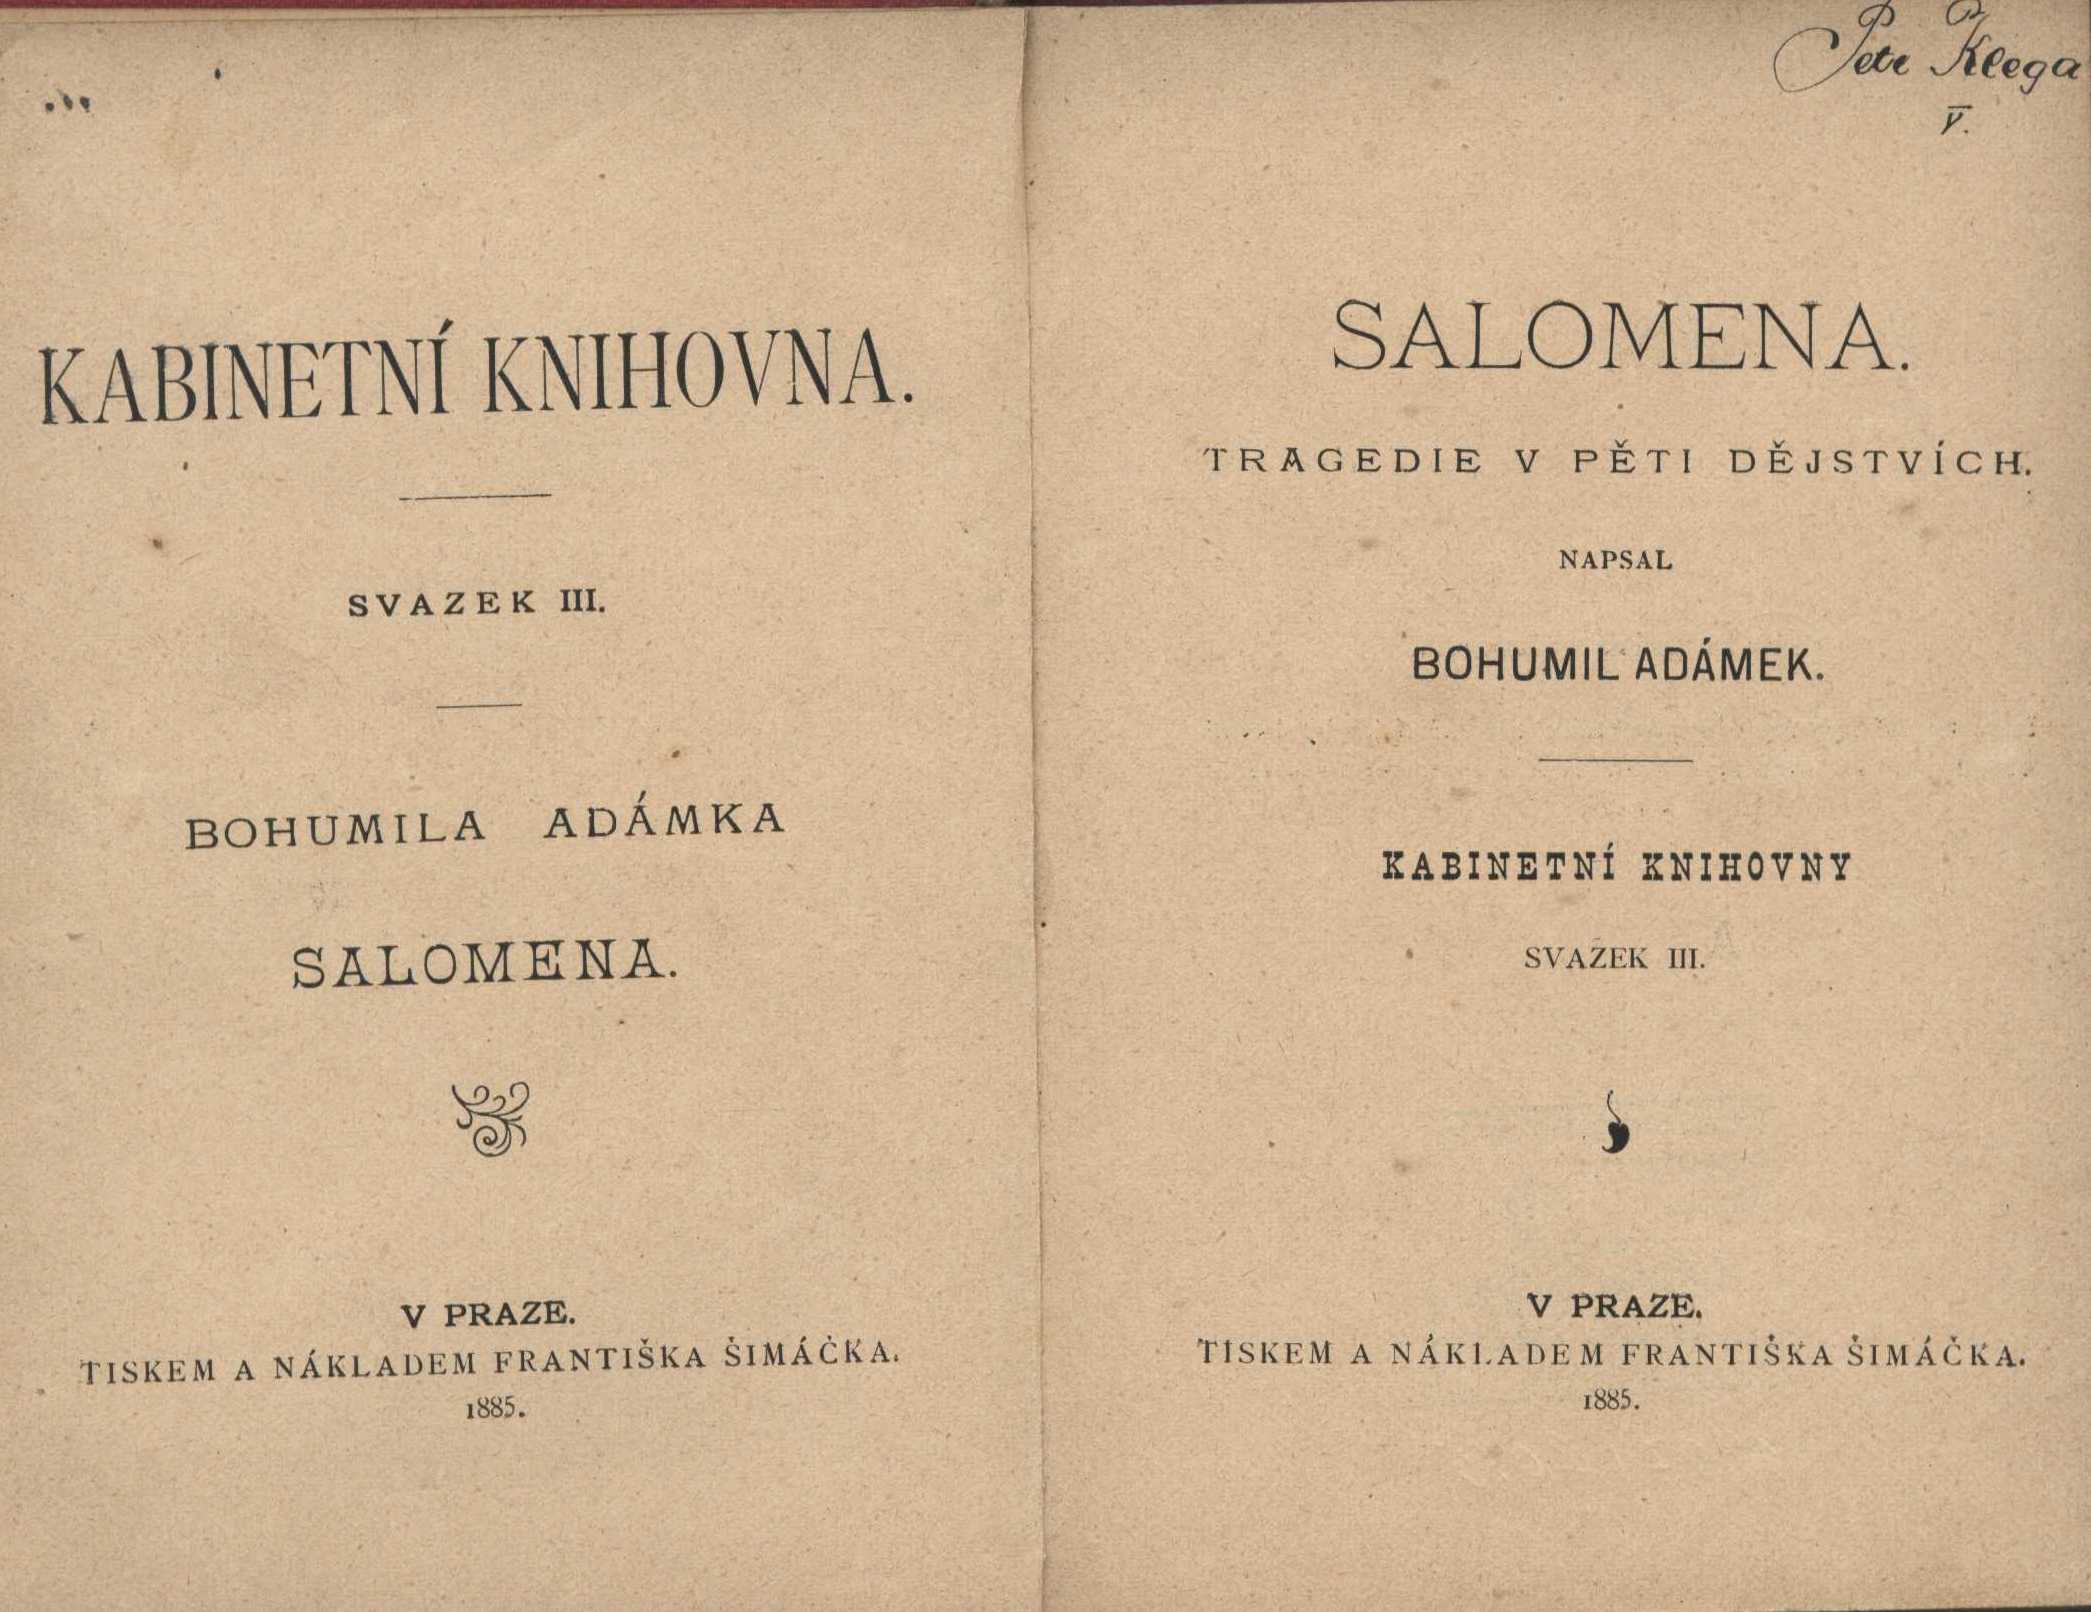 KABINETNÍ KNIHOVNA.
SVAZEK III.
BOHUMILA ADÁMKA
SALOMENA.
V PRAZE.
TISKEM A NÁKLADEM FRANTIŠKA ŠIMÁČKA.
1885.
Petr Klega
V.
SALOMENA.
TRAGEDIE V PĚTI DĚJSTVÍCH.
NAPSAL
BOHUMIL ADÁMEK.
KABINETNÍ KNIHOVNY
SVAZEK III.
V PRAZE.
TISKEM A NÁKLADEM FRANTIŠKA ŠIMÁČKA.
1885.